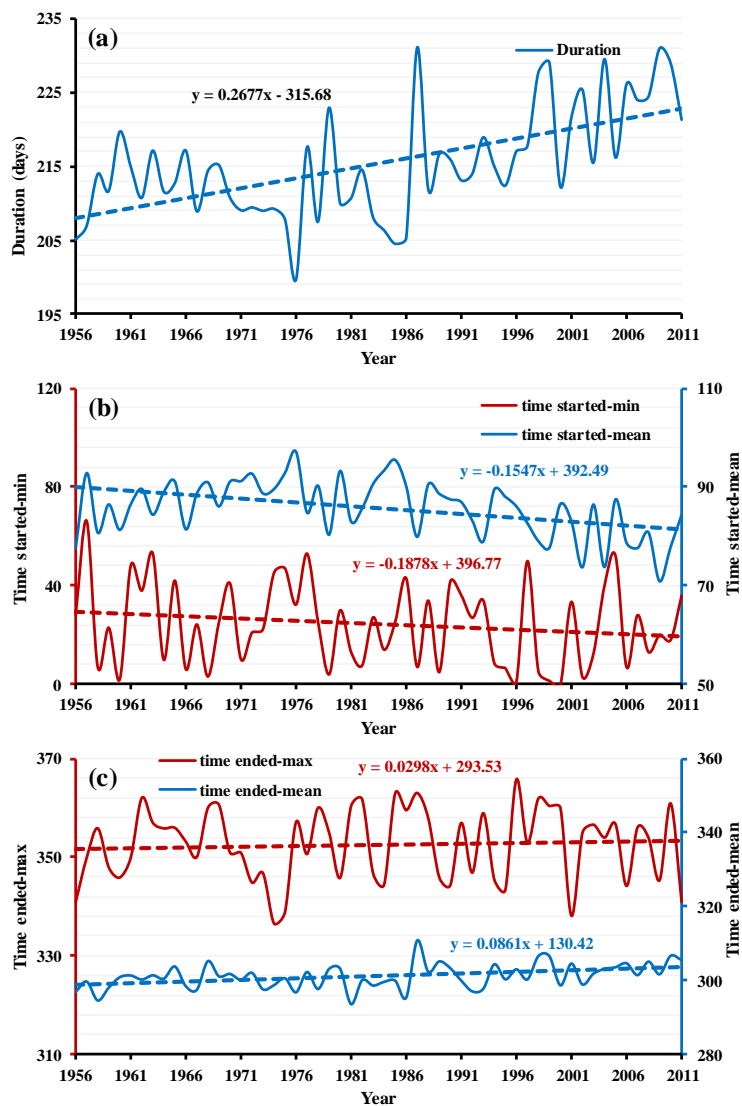 (a)
Duration
y = 0.2677x - 315.68
Duration (days)
235
225
215
205
195
1956 1961 1966 1971 1976 1981 1986 1991 1996 2001 2006 2011
Year
(b)
time started-min
time started-mean
y = -0.1547x + 392.49
y = -0.1878x + 396.77
Time started-min
120
80
40
0
Time started-mean
110
90
70
50
1956 1961 1966 1971 1976 1981 1986 1991 1996 2001 2006 2011
Year
(c)
time ended-max
time ended-mean
y = 0.0298x + 293.53
y = 0.0861x + 130.42
Time ended-max
370
350
330
310
Time ended-mean
360
340
320
300
280
1956 1961 1966 1971 1976 1981 1986 1991 1996 2001 2006 2011
Year